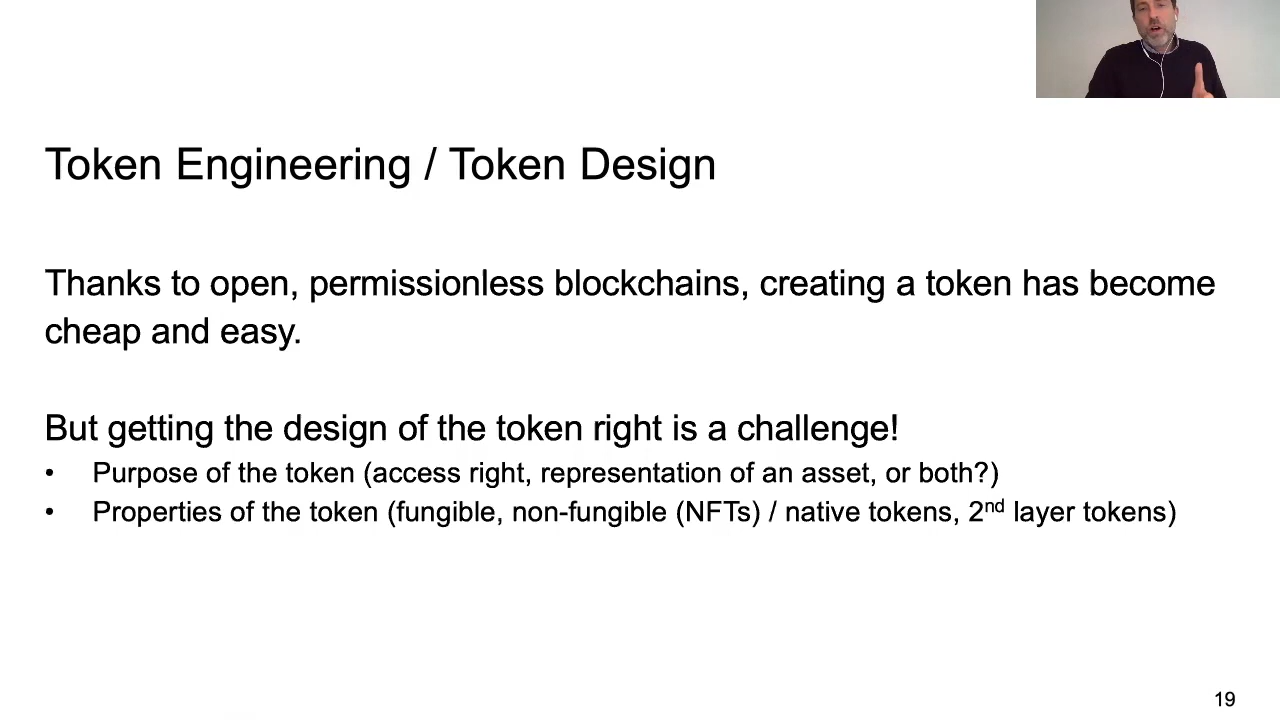 Token Engineering / Token Design
Thanks to open, permissionless blockchains, creating a token has become
cheap and easy.
But getting the design of the token right is a challenge!
• Purpose of the token (access right, representation of an asset, or both?)
• Properties of the token (fungible, non-fungible (NFTs) / native tokens, 2nd layer tokens)
19